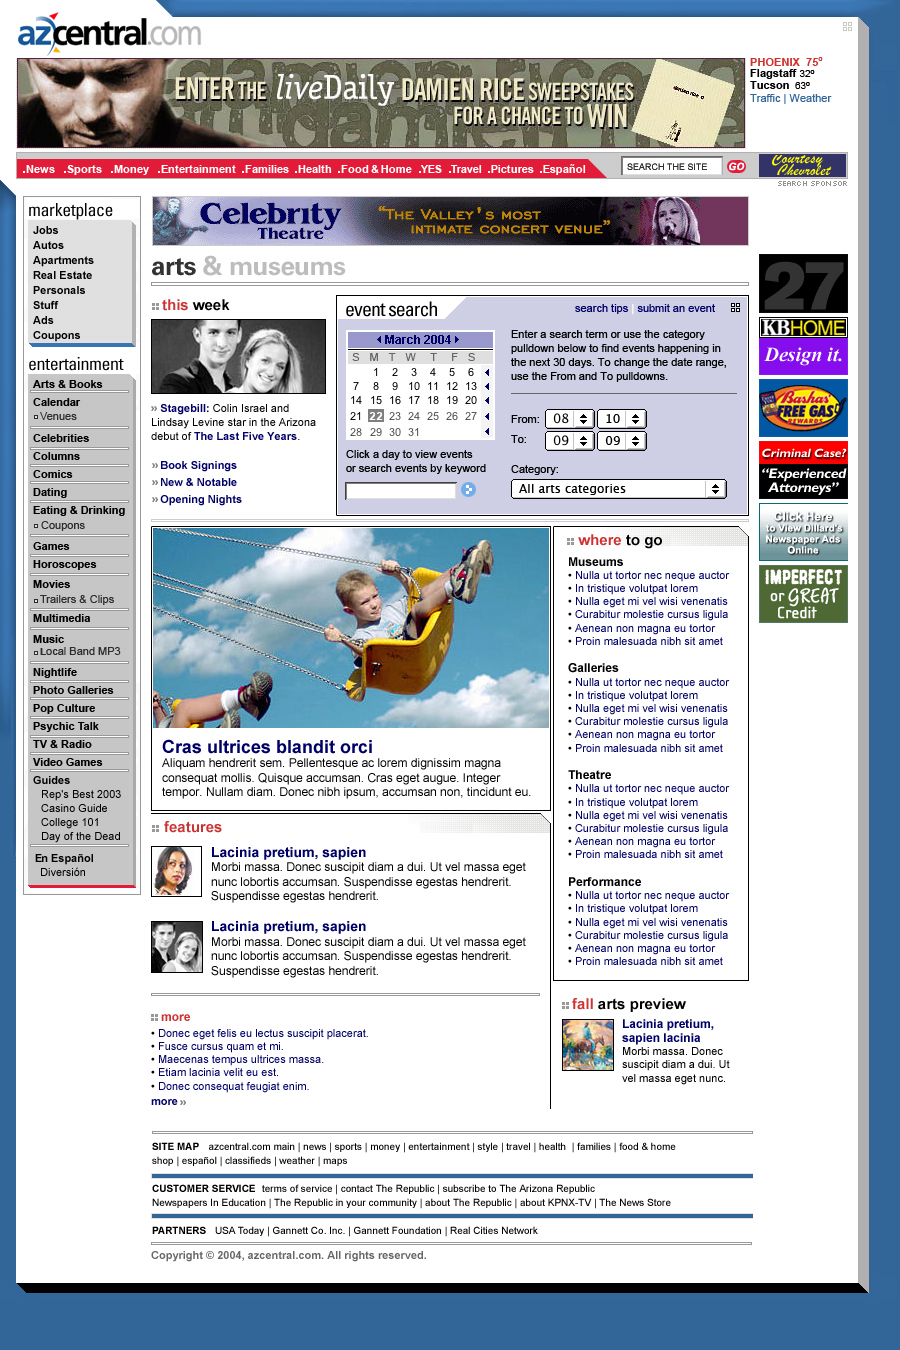 azcentral.com
ENTER THE liveDaily DAMIEN RICE SWEEPSTAKES
FOR A CHANCE TO WIN
PHOENIX 75º
Flagstaff 32º
Tucson 63º
Traffic | Weather
.News .Sports .Money .Entertainment .Families .Health .Food & Home .YES .Travel .Pictures .Español
SEARCH THE SITE GO
Courtesy
Chevrolet
SEARCH SPONSOR
marketplace
Jobs
Autos
Apartments
Real Estate
Personals
Stuff
Ads
Coupons
entertainment
Arts & Books
Calendar
Venues
Celebrities
Columns
Comics
Dating
Eating & Drinking
Coupons
Games
Horoscopes
Movies
Trailers & Clips
Multimedia
Music
Local Band MP3
Nightlife
Photo Galleries
Pop Culture
Psychic Talk
TV & Radio
Video Games
Guides
Rep's Best 2003
Casino Guide
College 101
Day of the Dead
En Español
Diversión
Celebrity
Theatre
"THE VALLEY'S MOST
INTIMATE CONCERT VENUE"
arts & museums
this week
» Stagebill: Colin Israel and
Lindsay Levine star in the Arizona
debut of The Last Five Years.
» Book Signings
» New & Notable
» Opening Nights
event search
search tips | submit an event
March 2004
S M T W T F S
1 2 3 4 5 6
7 8 9 10 11 12 13
14 15 16 17 18 19 20
21 22 23 24 25 26 27
28 29 30 31
Click a day to view events
or search events by keyword
Enter a search term or use the category
pulldown below to find events happening in
the next 30 days. To change the date range,
use the From and To pulldowns.
From: 08 10
To: 09 09
Category:
All arts categories
27
KBHOME
Design it.
Bashas'
FREE GAS
REWARDS
Criminal Case?
"Experienced
Attorneys"
Click Here
to View Dillard's
Newspaper Ads
Online
IMPERFECT
or GREAT
Credit
Cras ultrices blandit orci
Aliquam hendrerit sem. Pellentesque ac lorem dignissim magna
consequat mollis. Quisque accumsan. Cras eget augue. Integer
tempor. Nullam diam. Donec nibh ipsum, accumsan non, tincidunt eu.
features
Lacinia pretium, sapien
Morbi massa. Donec suscipit diam a dui. Ut vel massa eget
nunc lobortis accumsan. Suspendisse egestas hendrerit.
Suspendisse egestas hendrerit.
Lacinia pretium, sapien
Morbi massa. Donec suscipit diam a dui. Ut vel massa eget
nunc lobortis accumsan. Suspendisse egestas hendrerit.
Suspendisse egestas hendrerit.
more
• Donec eget felis eu lectus suscipit placerat.
• Fusce cursus quam et mi.
• Maecenas tempus ultrices massa.
• Etiam lacinia velit eu est.
• Donec consequat feugiat enim.
more »
where to go
Museums
• Nulla ut tortor nec neque auctor
• In tristique volutpat lorem
• Nulla eget mi vel wisi venenatis
• Curabitur molestie cursus ligula
• Aenean non magna eu tortor
• Proin malesuada nibh sit amet
Galleries
• Nulla ut tortor nec neque auctor
• In tristique volutpat lorem
• Nulla eget mi vel wisi venenatis
• Curabitur molestie cursus ligula
• Aenean non magna eu tortor
• Proin malesuada nibh sit amet
Theatre
• Nulla ut tortor nec neque auctor
• In tristique volutpat lorem
• Nulla eget mi vel wisi venenatis
• Curabitur molestie cursus ligula
• Aenean non magna eu tortor
• Proin malesuada nibh sit amet
Performance
• Nulla ut tortor nec neque auctor
• In tristique volutpat lorem
• Nulla eget mi vel wisi venenatis
• Curabitur molestie cursus ligula
• Aenean non magna eu tortor
• Proin malesuada nibh sit amet
fall arts preview
Lacinia pretium,
sapien lacinia
Morbi massa. Donec
suscipit diam a dui. Ut
vel massa eget nunc.
SITE MAP azcentral.com main | news | sports | money | entertainment | style | travel | health | families | food & home
shop | español | classifieds | weather | maps
CUSTOMER SERVICE terms of service | contact The Republic | subscribe to The Arizona Republic
Newspapers In Education | The Republic in your community | about The Republic | about KPNX-TV | The News Store
PARTNERS USA Today | Gannett Co. Inc. | Gannett Foundation | Real Cities Network
Copyright © 2004, azcentral.com. All rights reserved.